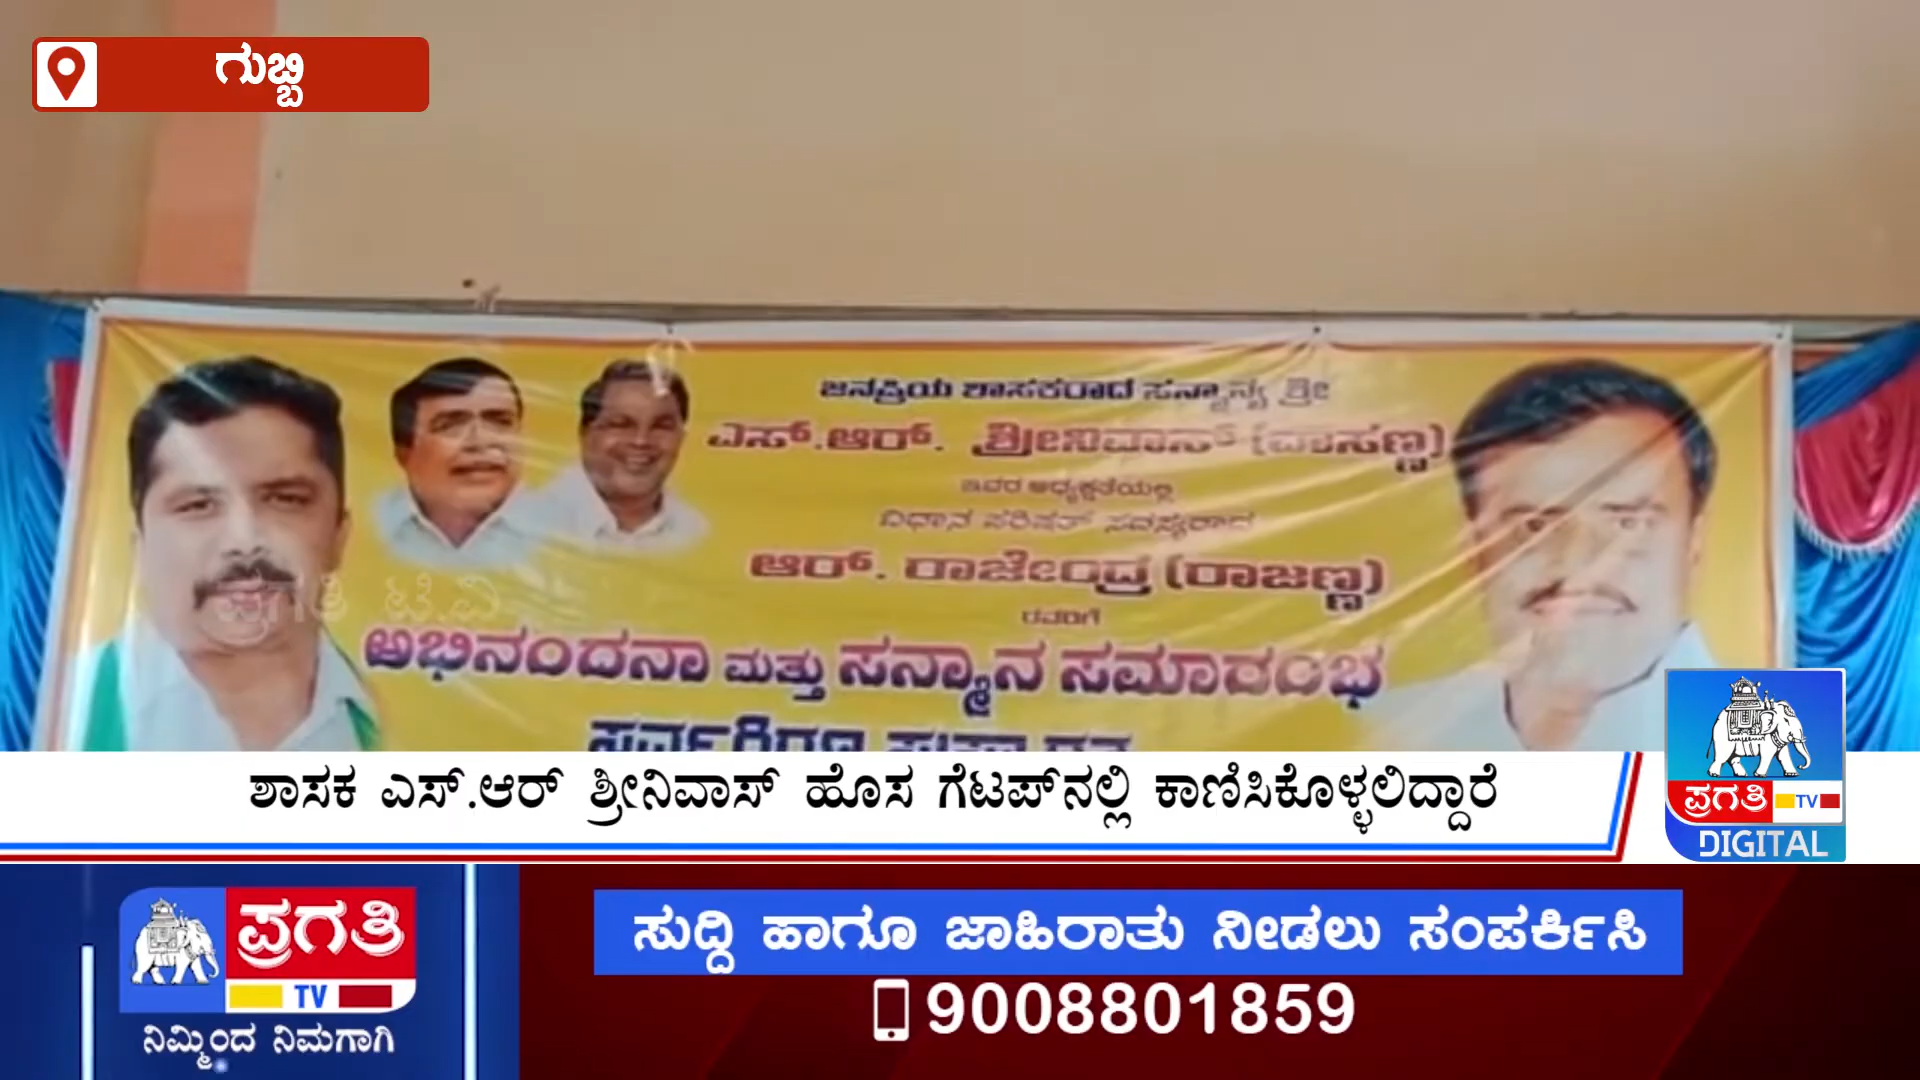 ಗುಬ್ಬಿ
ಜನಪ್ರಿಯ ಶಾಸಕರಾದ ಸನ್ಮಾನ್ಯ ಶ್ರೀ
ಎಸ್.ಆರ್. ಶ್ರೀನಿವಾಸ್ (ವಾಸಣ್ಣ)
ಇವರ ಅಧ್ಯಕ್ಷತೆಯಲ್ಲಿ
ವಿಧಾನ ಪರಿಷತ್ ಸದಸ್ಯರಾದ
ಆರ್. ರಾಜೇಂದ್ರ (ರಾಜಣ್ಣ)
ರವರಿಗೆ
ಪ್ರಗತಿ ಟಿ.ವಿ
ಅಭಿನಂದನಾ ಮತ್ತು ಸನ್ಮಾನ ಸಮಾರಂಭ
ಶಾಸಕ ಎಸ್.ಆರ್ ಶ್ರೀನಿವಾಸ್ ಹೊಸ ಗೆಟಪ್‌ನಲ್ಲಿ ಕಾಣಿಸಿಕೊಳ್ಳಲಿದ್ದಾರೆ
ಪ್ರಗತಿ TV
DIGITAL
ಪ್ರಗತಿ
TV
ನಿಮ್ಮಿಂದ ನಿಮಗಾಗಿ
ಸುದ್ದಿ ಹಾಗೂ ಜಾಹಿರಾತು ನೀಡಲು ಸಂಪರ್ಕಿಸಿ
9008801859